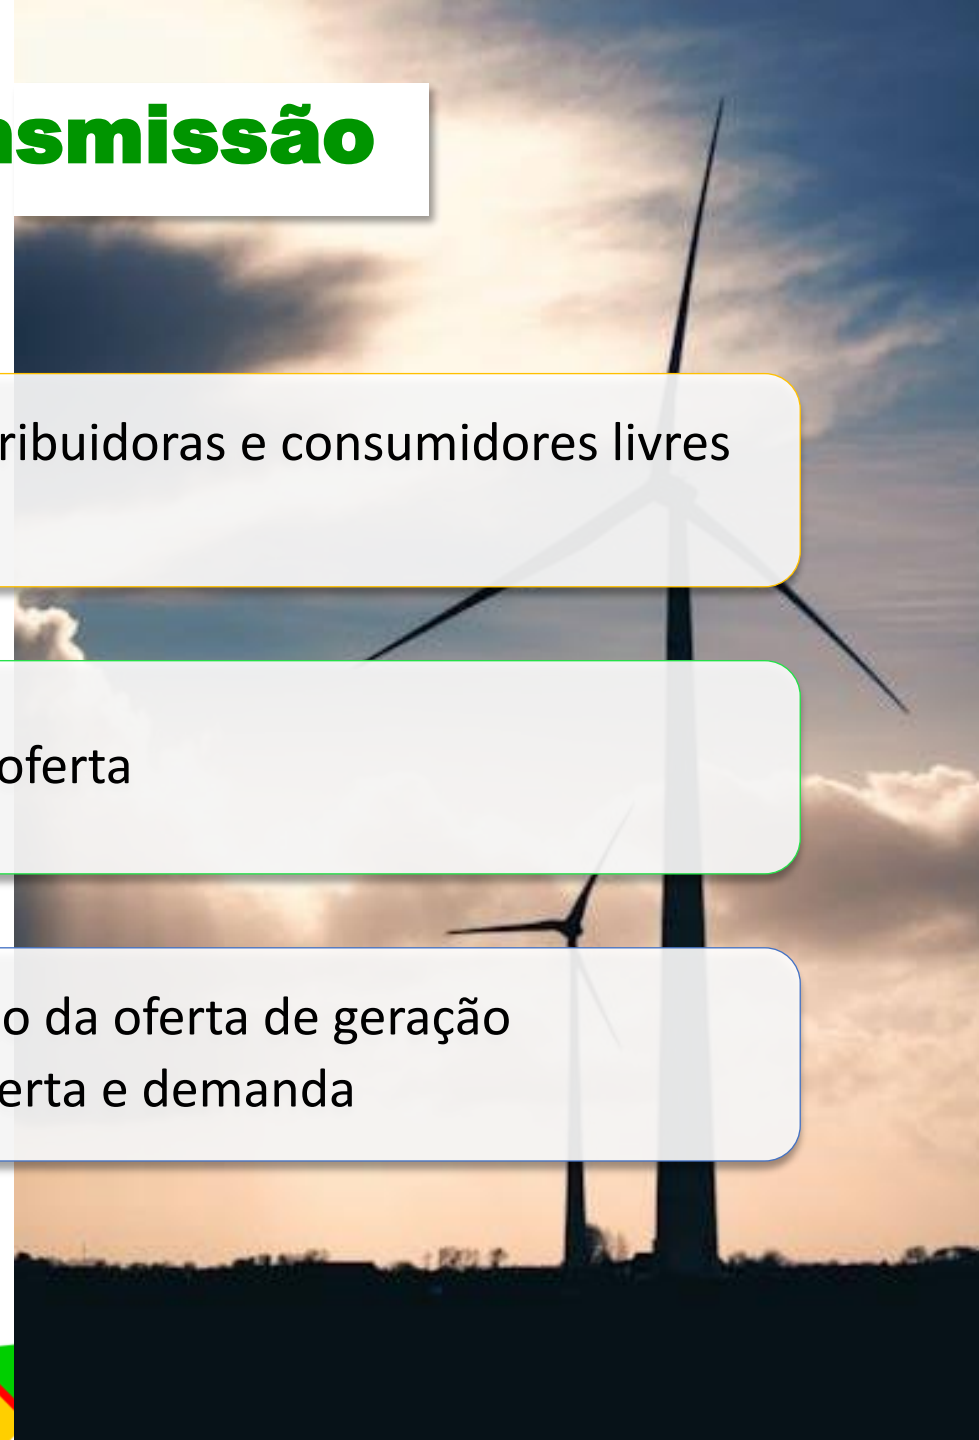 nsmissão
ribuidoras e consumidores livres
oferta
o da oferta de geração
erta e demanda